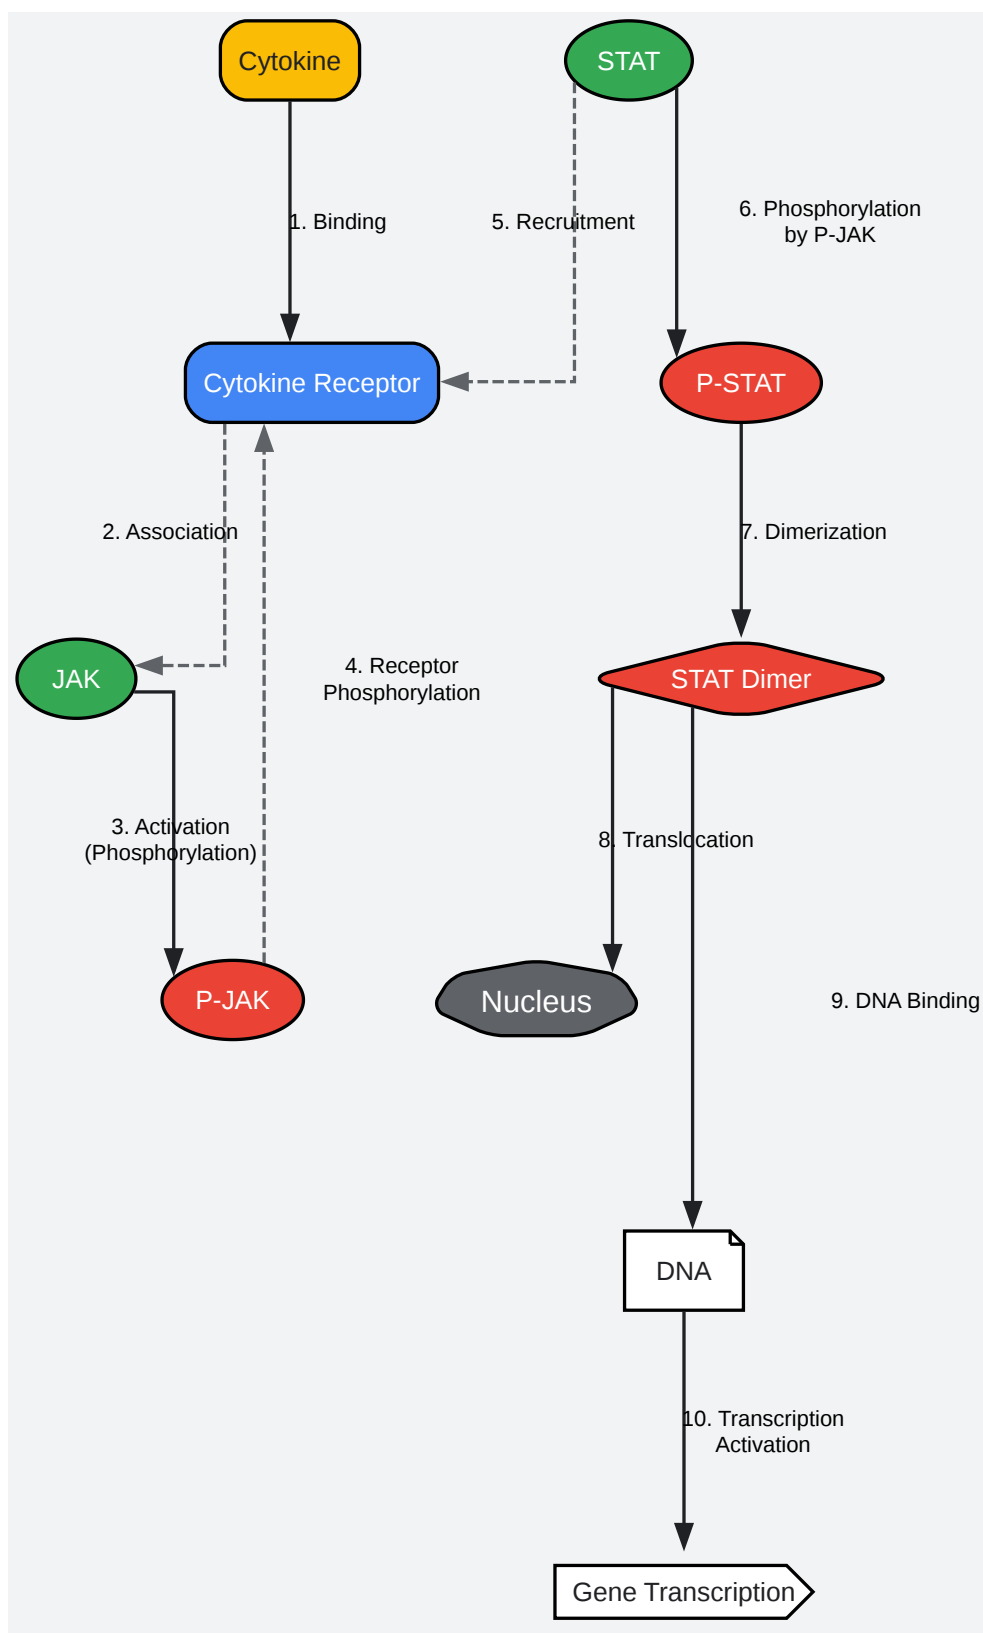 Cytokine
STAT
1. Binding
5. Recruitment
6. Phosphorylation
by P-JAK
Cytokine Receptor
P-STAT
2. Association
7. Dimerization
JAK
4. Receptor
Phosphorylation
STAT Dimer
3. Activation
(Phosphorylation)
8. Translocation
P-JAK
Nucleus
9. DNA Binding
DNA
10. Transcription
Activation
Gene Transcription